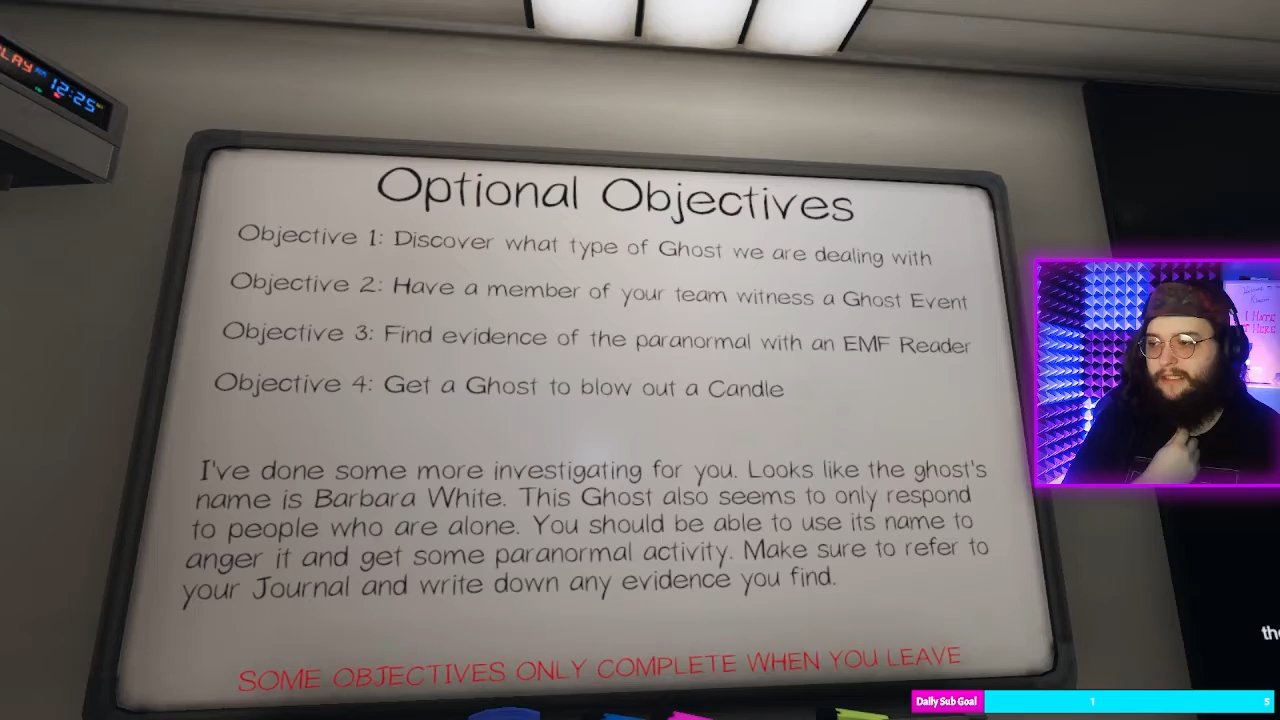 PLAY 12:25
Optional Objectives
Objective 1: Discover what type of Ghost we are dealing with
Objective 2: Have a member of your team witness a Ghost Event
Objective 3: Find evidence of the paranormal with an EMF Reader
Objective 4: Get a Ghost to blow out a Candle
I've done some more investigating for you. Looks like the ghost's
name is Barbara White. This Ghost also seems to only respond
to people who are alone. You should be able to use its name to
anger it and get some paranormal activity. Make sure to refer to
your Journal and write down any evidence you find.
SOME OBJECTIVES ONLY COMPLETE WHEN YOU LEAVE
I HATE
IT HERE
Daily Sub Goal 1 5